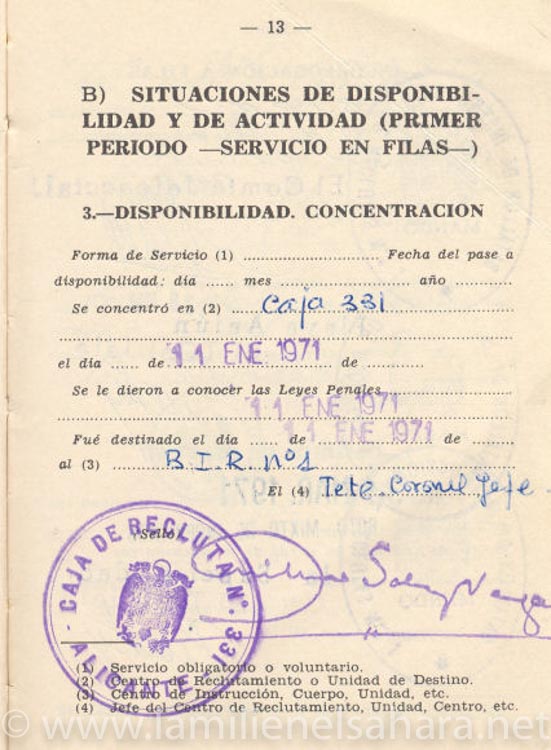 — 13 —
B) SITUACIONES DE DISPONIBI-
LIDAD Y DE ACTIVIDAD (PRIMER
PERIODO —SERVICIO EN FILAS—)
3.—DISPONIBILIDAD. CONCENTRACION
Forma de Servicio (1) .............................. Fecha del pase a
disponibilidad: día ...... mes .............................. año ..............
Se concentró en (2) Caja 331
el día ...... de 11 ENE 1971 de ..............
Se le dieron a conocer las Leyes Penales
11 ENE 1971
Fué destinado el día ...... de 11 ENE 1971 de ........
al (3) B.I.R. nº1
El (4) Tete. Coronel Jefe.
(Sello)
CAJA DE RECLUTA Nº. 331
ALICANTE
(1) Servicio obligatorio o voluntario.
(2) Centro de Reclutamiento o Unidad de Destino.
(3) Centro de Instrucción, Cuerpo, Unidad, etc.
(4) Jefe del Centro de Reclutamiento, Unidad, Centro, etc.
© www.lamilienelsahara.net